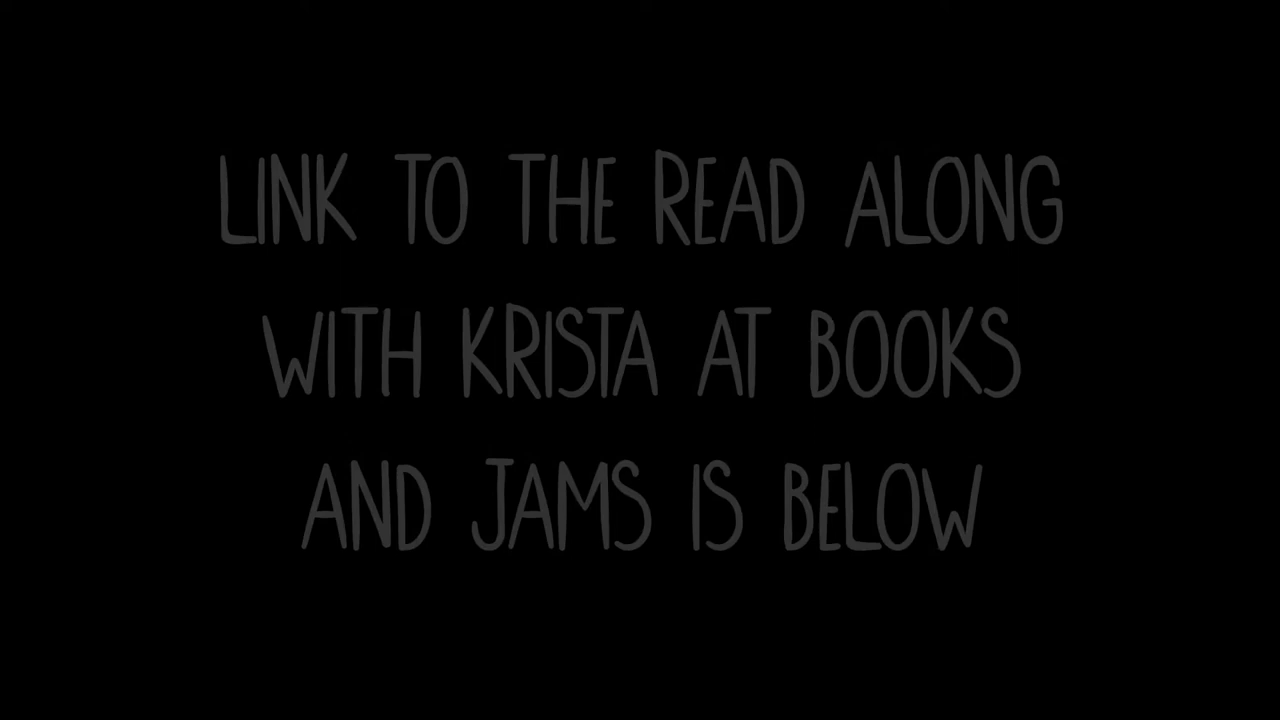 LINK TO THE READ ALONG
WITH KRISTA AT BOOKS
AND JAMS IS BELOW